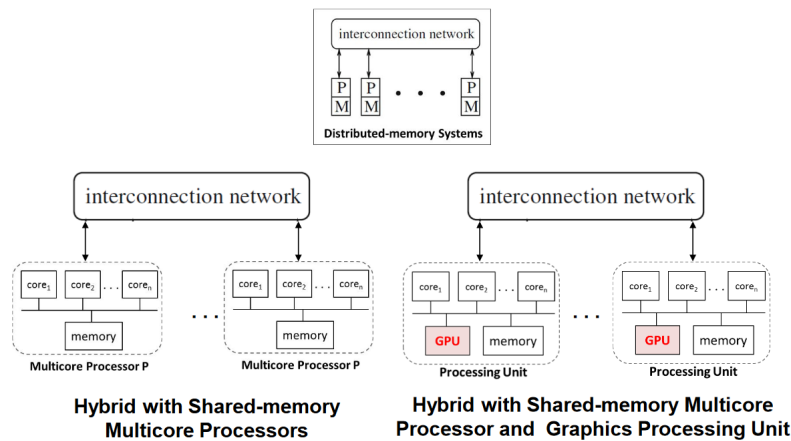 interconnection network
P P • • • P
M M M
Distributed-memory Systems
interconnection network
core1 core2 ... coren
memory
Multicore Processor P
...
core1 core2 ... coren
memory
Multicore Processor P
Hybrid with Shared-memory
Multicore Processors
interconnection network
core1 core2 ... coren
GPU memory
Processing Unit
...
core1 core2 ... coren
GPU memory
Processing Unit
Hybrid with Shared-memory Multicore
Processor and Graphics Processing Unit